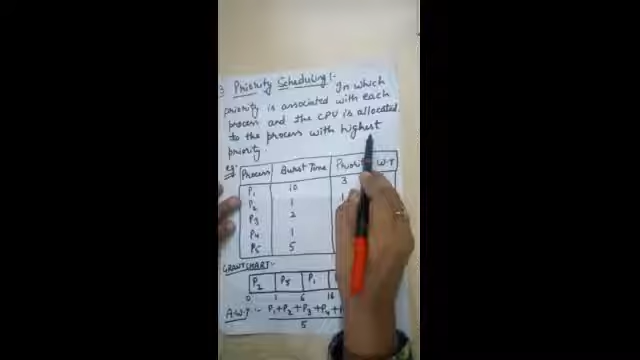 3 Priority Scheduling :- In which
priority is associated with each
process and the CPU is allocated
to the process with highest
priority.
eg:
Process Burst Time Priority W.T
P1 10 3
P2 1 1
P3 2
P4 1
P5 5
GRANTCHART:-
P2 P5 P1
0 1 6 16
A.W.T :- P1+P2+P3+P4+
5